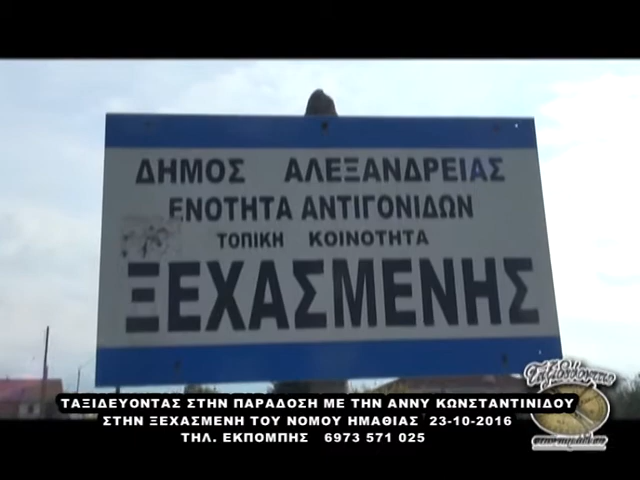 ΔΗΜΟΣ ΑΛΕΞΑΝΔΡΕΙΑΣ
ΕΝΟΤΗΤΑ ΑΝΤΙΓΟΝΙΔΩΝ
ΤΟΠΙΚΗ ΚΟΙΝΟΤΗΤΑ
ΞΕΧΑΣΜΕΝΗΣ
ΤΑΞΙΔΕΥΟΝΤΑΣ ΣΤΗΝ ΠΑΡΑΔΟΣΗ ΜΕ ΤΗΝ ΑΝΝΥ ΚΩΝΣΤΑΝΤΙΝΙΔΟΥ
ΣΤΗΝ ΞΕΧΑΣΜΕΝΗ ΤΟΥ ΝΟΜΟΥ ΗΜΑΘΙΑΣ 23-10-2016
ΤΗΛ. ΕΚΠΟΜΠΗΣ 6973 571 025